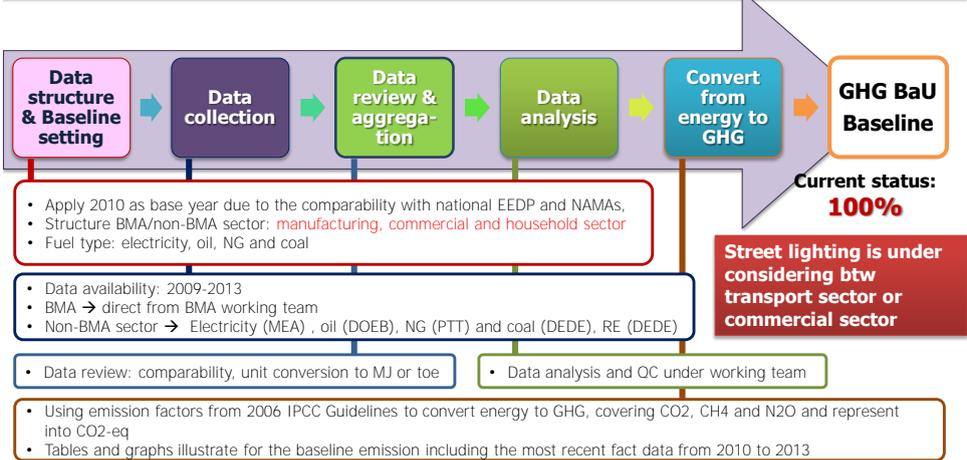 Data
structure
& Baseline
setting
Data
collection
Data
review &
aggrega-
tion
Data
analysis
Convert
from
energy to
GHG
GHG BaU
Baseline
Current status:
100%
• Apply 2010 as base year due to the comparability with national EEDP and NAMAs,
• Structure BMA/non-BMA sector: manufacturing, commercial and household sector
• Fuel type: electricity, oil, NG and coal
Street lighting is under
considering btw
transport sector or
commercial sector
• Data availability: 2009-2013
• BMA → direct from BMA working team
• Non-BMA sector → Electricity (MEA) , oil (DOEB), NG (PTT) and coal (DEDE), RE (DEDE)
• Data review: comparability, unit conversion to MJ or toe
• Data analysis and QC under working team
• Using emission factors from 2006 IPCC Guidelines to convert energy to GHG, covering CO2, CH4 and N2O and represent
into CO2-eq
• Tables and graphs illustrate for the baseline emission including the most recent fact data from 2010 to 2013